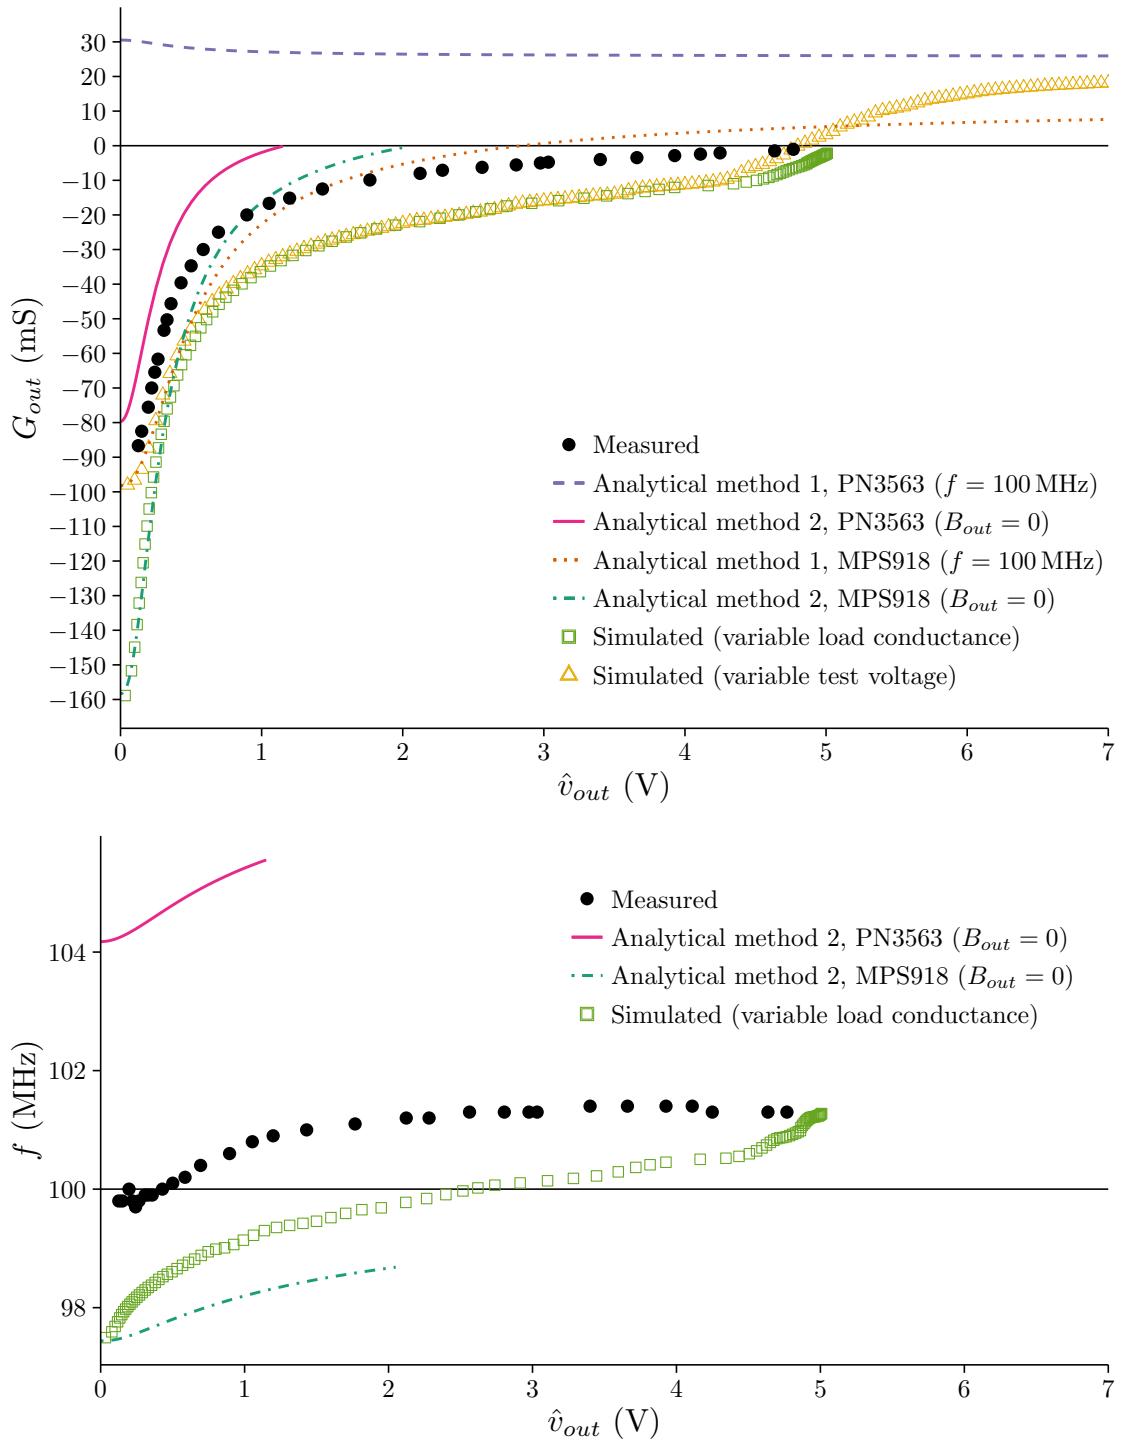 30
20
10
0
−10
−20
−30
−40
−50
−60
−70
−80
−90
−100
−110
−120
−130
−140
−150
−160
G_out (mS)
Measured
Analytical method 1, PN3563 (f = 100 MHz)
Analytical method 2, PN3563 (B_out = 0)
Analytical method 1, MPS918 (f = 100 MHz)
Analytical method 2, MPS918 (B_out = 0)
Simulated (variable load conductance)
Simulated (variable test voltage)
0 1 2 3 4 5 6 7
v̂_out (V)
104
102
100
98
f (MHz)
Measured
Analytical method 2, PN3563 (B_out = 0)
Analytical method 2, MPS918 (B_out = 0)
Simulated (variable load conductance)
0 1 2 3 4 5 6 7
v̂_out (V)